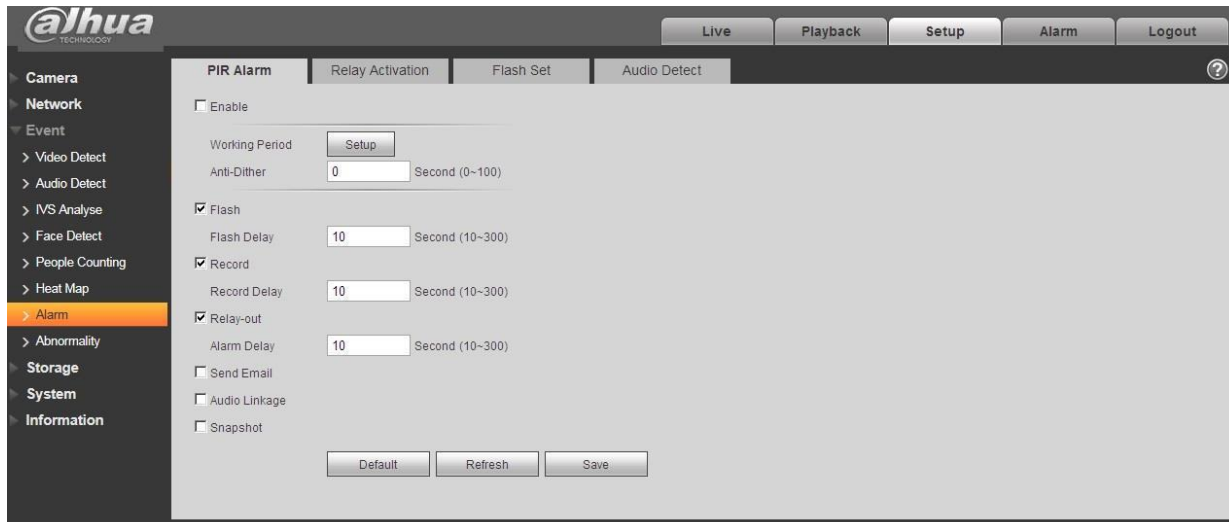 alhua
TECHNOLOGY
Live Playback Setup Alarm Logout
PIR Alarm Relay Activation Flash Set Audio Detect ?
Camera
Network
Event
> Video Detect
> Audio Detect
> IVS Analyse
> Face Detect
> People Counting
> Heat Map
> Alarm
> Abnormality
Storage
System
Information
Enable
Working Period Setup
Anti-Dither 0 Second (0~100)
Flash
Flash Delay 10 Second (10~300)
Record
Record Delay 10 Second (10~300)
Relay-out
Alarm Delay 10 Second (10~300)
Send Email
Audio Linkage
Snapshot
Default Refresh Save